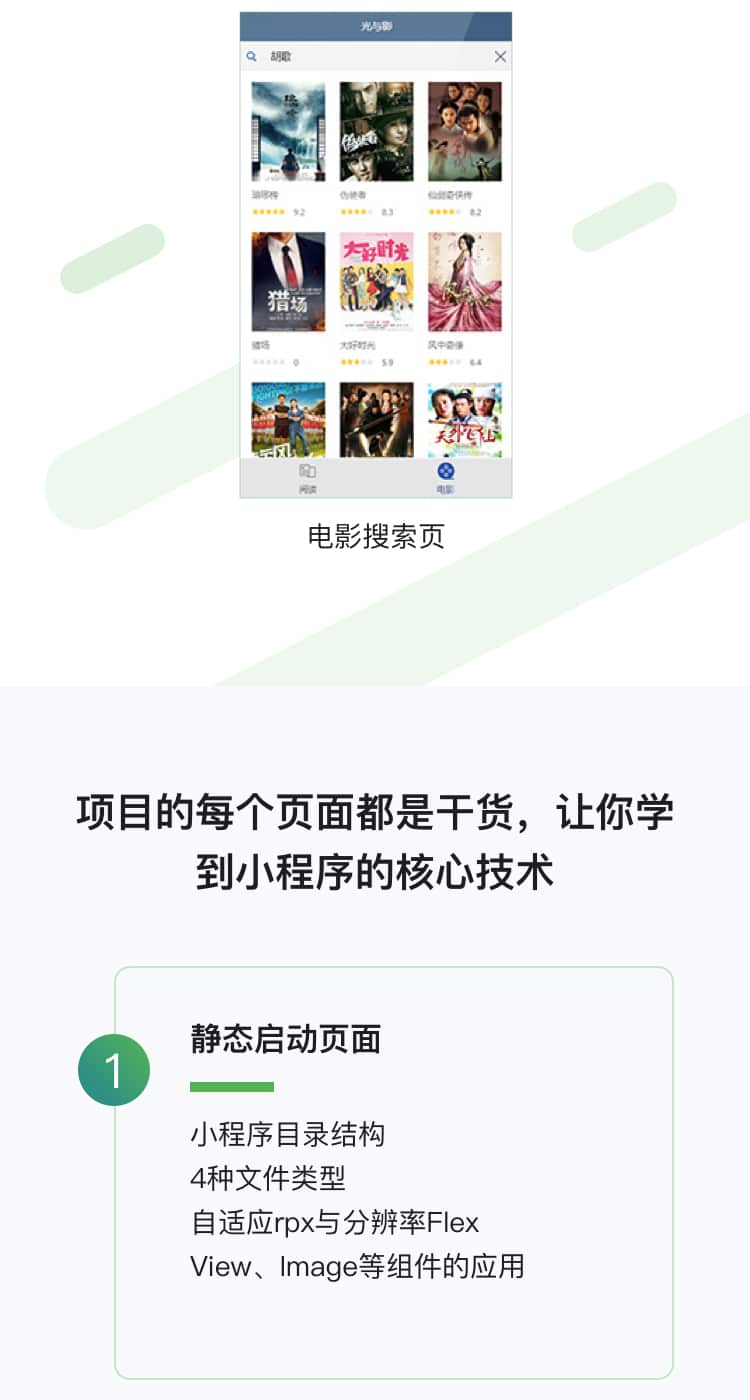 光与影
胡歌
琅琊榜
伪装者
仙剑奇侠传
9.2
8.3
8.2
猎场
大好时光
猎场
大好时光
风中奇缘
0
5.9
6.4
阅读
电影
电影搜索页
项目的每个页面都是干货，让你学
到小程序的核心技术
1
静态启动页面
小程序目录结构
4种文件类型
自适应rpx与分辨率Flex
View、Image等组件的应用